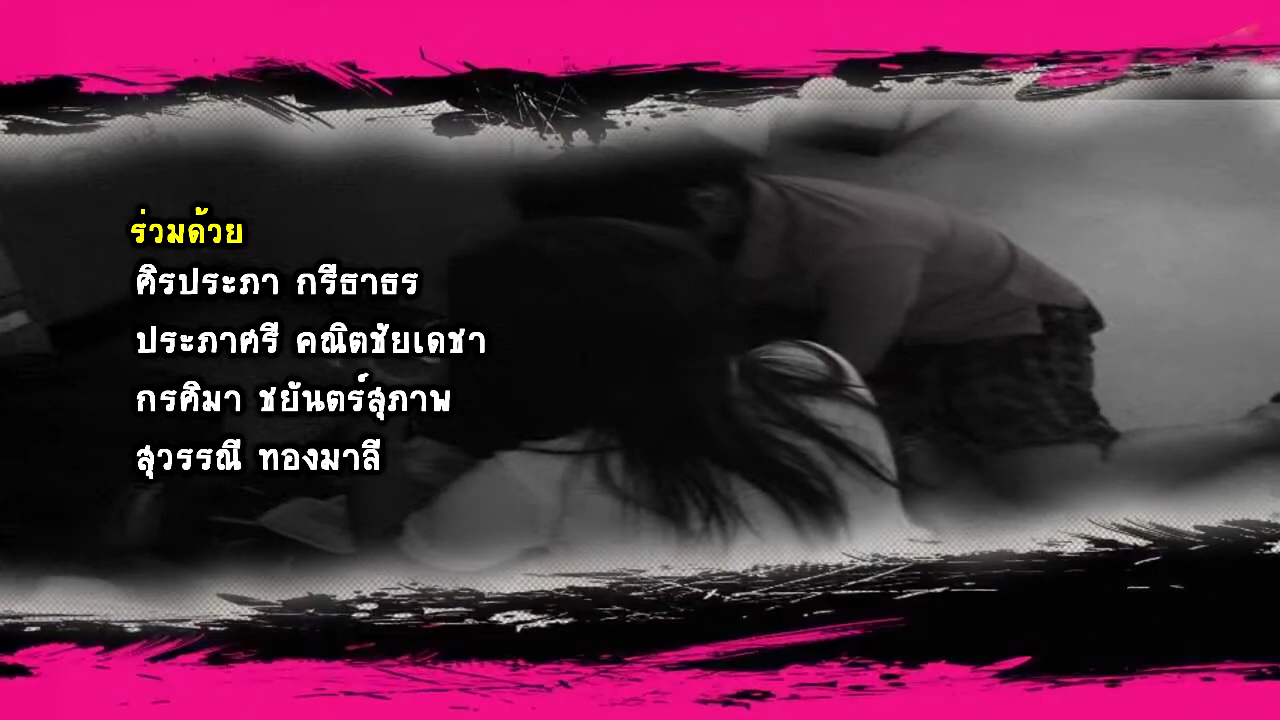 ร่วมด้วย
ศิรประภา กรีธาธร
ประภาศรี คณิตชัยเดชา
กรศิมา ชยันตร์สุภาพ
สุวรรณี ทองมาลี